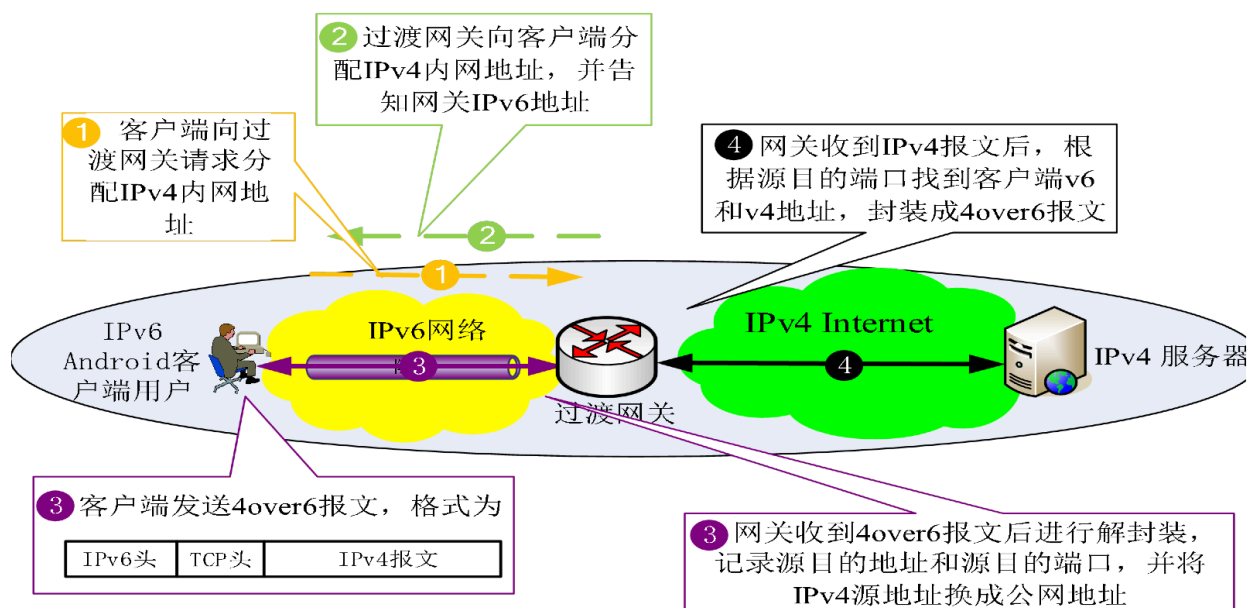 2 过渡网关向客户端分
配IPv4内网地址，并告
知网关IPv6地址
1 客户端向过
渡网关请求分
配IPv4内网地
址
4 网关收到IPv4报文后，根
据源目的端口找到客户端v6
和v4地址，封装成4over6报文
2
1
IPv6
Android客
户端用户
IPv6网络
3
过渡网关
IPv4 Internet
4
IPv4 服务器
3 客户端发送4over6报文，格式为
IPv6头 TCP头 IPv4报文
3 网关收到4over6报文后进行解封装，
记录源目的地址和源目的端口，并将
IPv4源地址换成公网地址